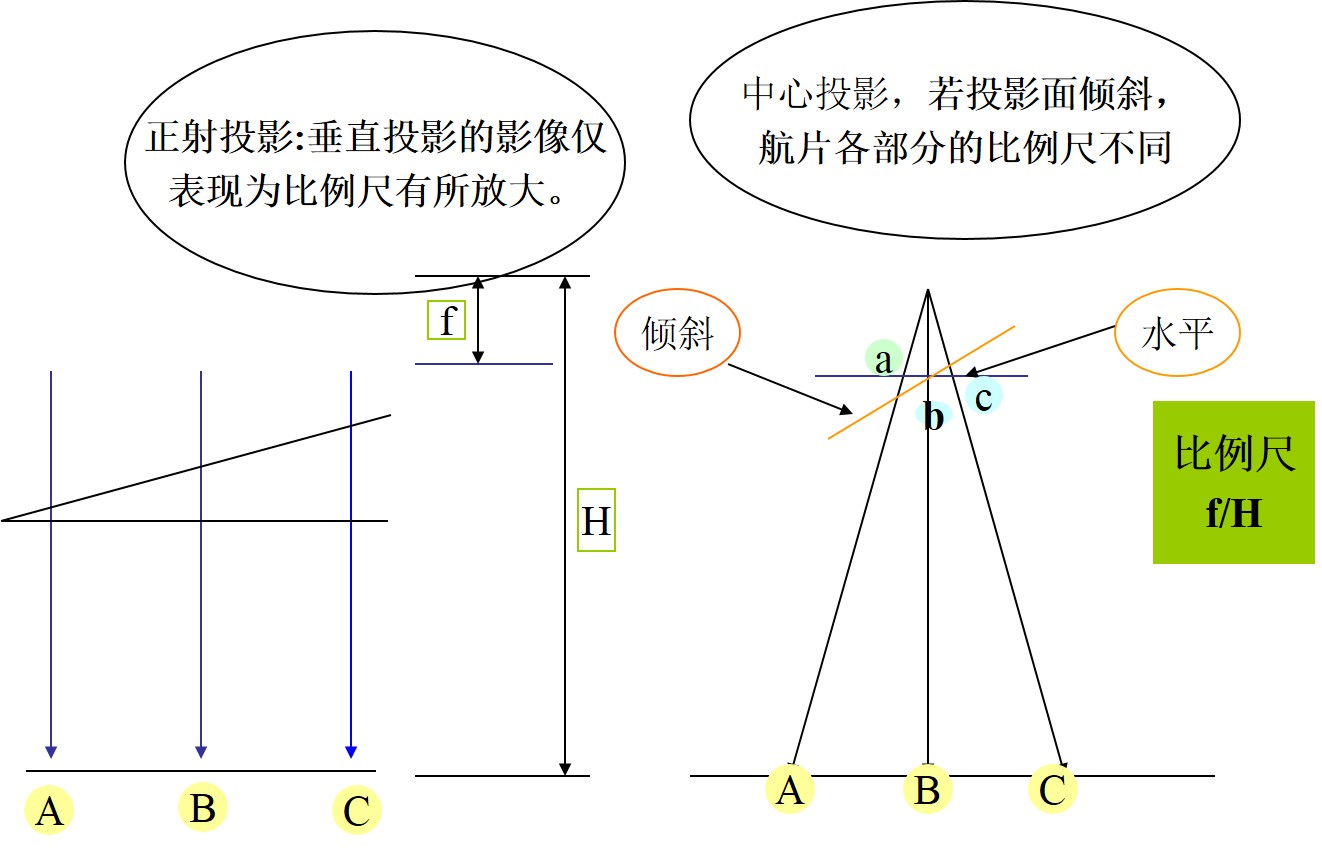 正射投影:垂直投影的影像仅
表现为比例尺有所放大。
中心投影，若投影面倾斜，
航片各部分的比例尺不同
f
H
倾斜
水平
a
b
c
比例尺
f/H
A
B
C
A
B
C